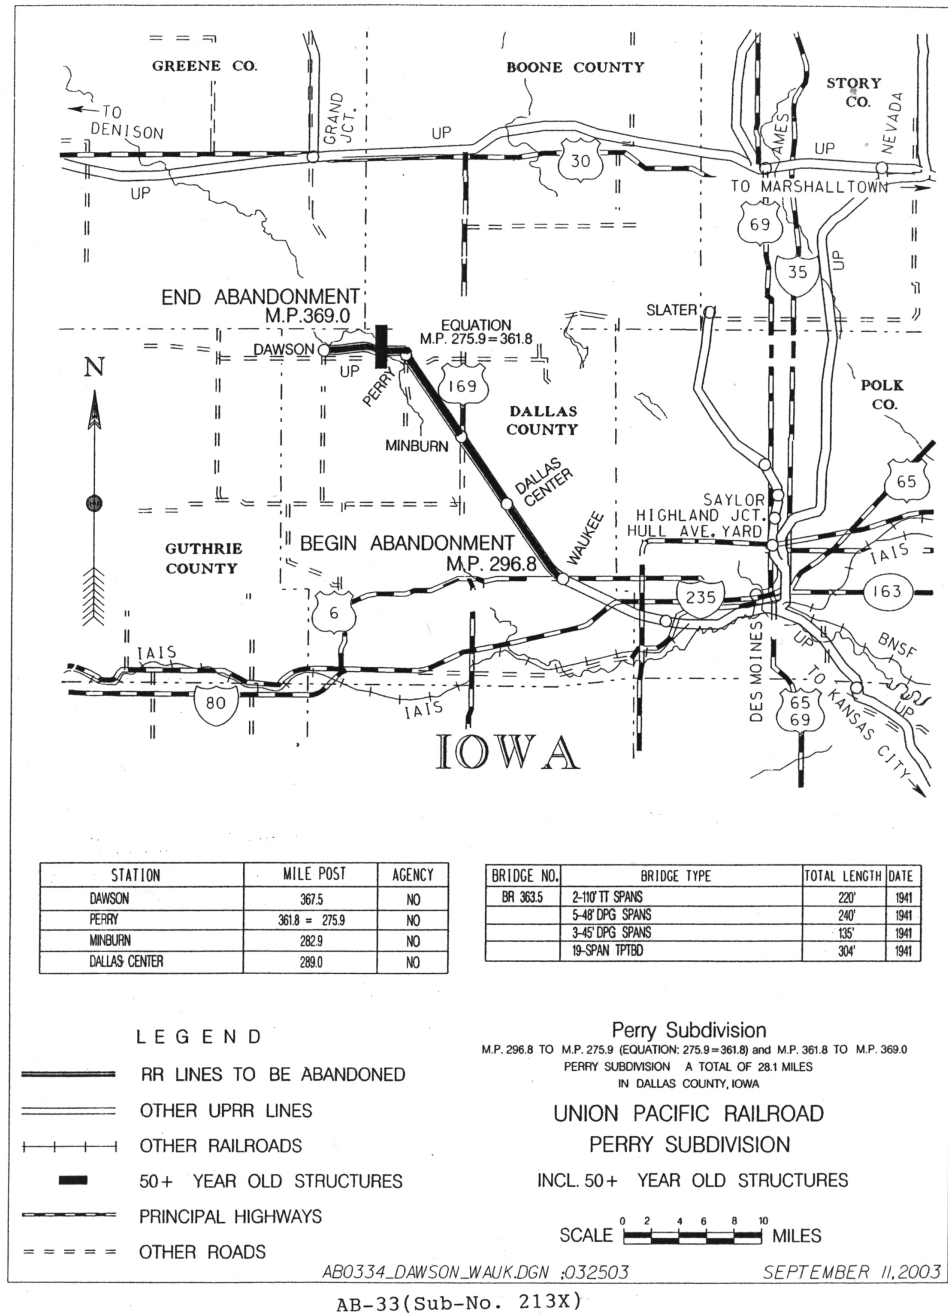 GREENE CO.
BOONE COUNTY
STORY
CO.
TO
DENISON
GRAND
JCT.
UP
UP
30
AMES
UP
NEVADA
TO MARSHALLTOWN
69
35
UP
END ABANDONMENT
M.P.369.0
EQUATION
M.P. 275.9=361.8
SLATER
DAWSON
UP
PERRY
169
N
MINBURN
DALLAS
COUNTY
POLK
CO.
DALLAS
CENTER
65
SAYLOR
HIGHLAND JCT.
HULL AVE. YARD
IAIS
GUTHRIE
COUNTY
BEGIN ABANDONMENT
M.P. 296.8
WAUKEE
6
235
163
IAIS
80
IAIS
DES MOINES
UP
BNSF
UP
TO KANSAS CITY
65
69
IOWA
STATION MILE POST AGENCY
DAWSON 367.5 NO
PERRY 361.8 = 275.9 NO
MINBURN 282.9 NO
DALLAS CENTER 289.0 NO
BRIDGE NO. BRIDGE TYPE TOTAL LENGTH DATE
BR 363.5 2-110' TT SPANS 220' 1941
5-48' DPG SPANS 240' 1941
3-45' DPG SPANS 135' 1941
19-SPAN TPTBD 304' 1941
LEGEND
RR LINES TO BE ABANDONED
OTHER UPRR LINES
OTHER RAILROADS
50+ YEAR OLD STRUCTURES
PRINCIPAL HIGHWAYS
OTHER ROADS
Perry Subdivision
M.P. 296.8 TO M.P. 275.9 (EQUATION: 275.9=361.8) and M.P. 361.8 TO M.P. 369.0
PERRY SUBDIVISION A TOTAL OF 28.1 MILES
IN DALLAS COUNTY, IOWA
UNION PACIFIC RAILROAD
PERRY SUBDIVISION
INCL. 50+ YEAR OLD STRUCTURES
0 2 4 6 8 10
SCALE MILES
AB0334_DAWSON_WAUK.DGN ;032503
SEPTEMBER 11, 2003
AB-33(Sub-No. 213X)